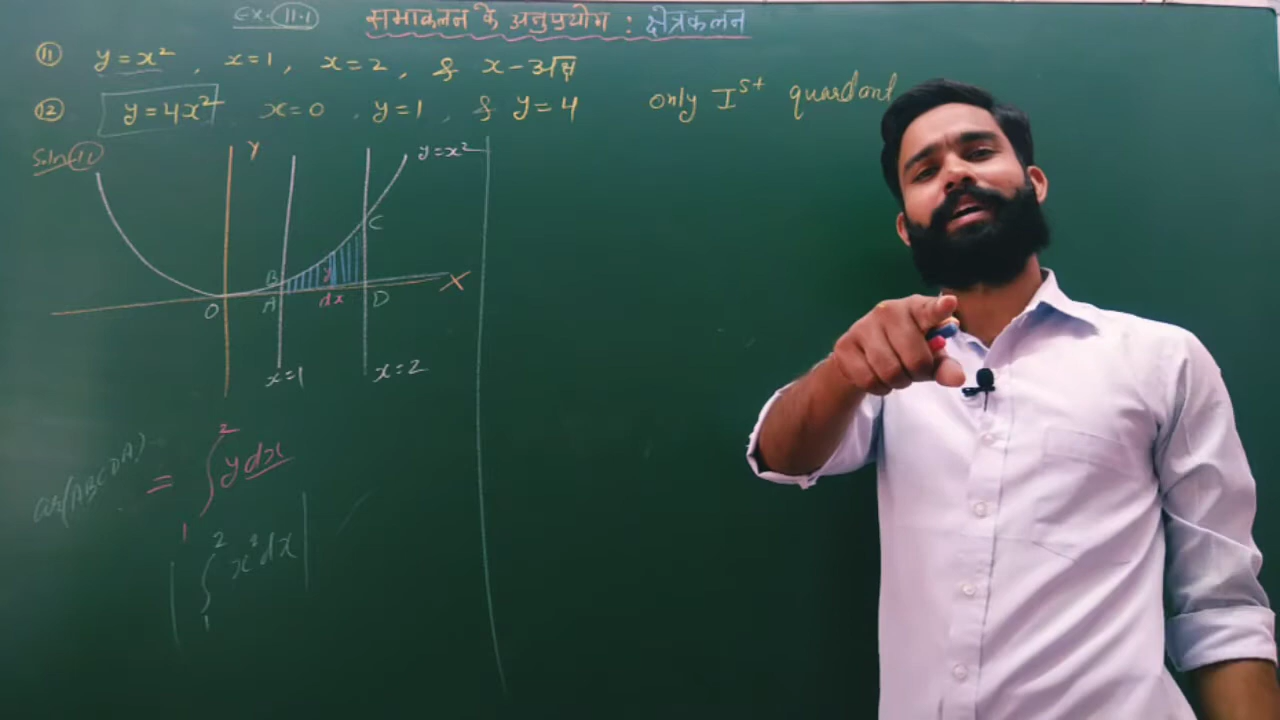 Ex. 11.1 समाकलन के अनुप्रयोग : क्षेत्रकलन
⑪ y = x² , x = 1 , x = 2 , & x - अक्ष
⑫ y = 4x² x = 0 , y = 1 , & y = 4 only Iˢᵗ quardant
Soln-11
Y
y = x²
C
B
y
X
O
A
dx
D
x = 1
x = 2
ar(ABCDA) = ∫₁² y dx
|∫₁² x² dx|